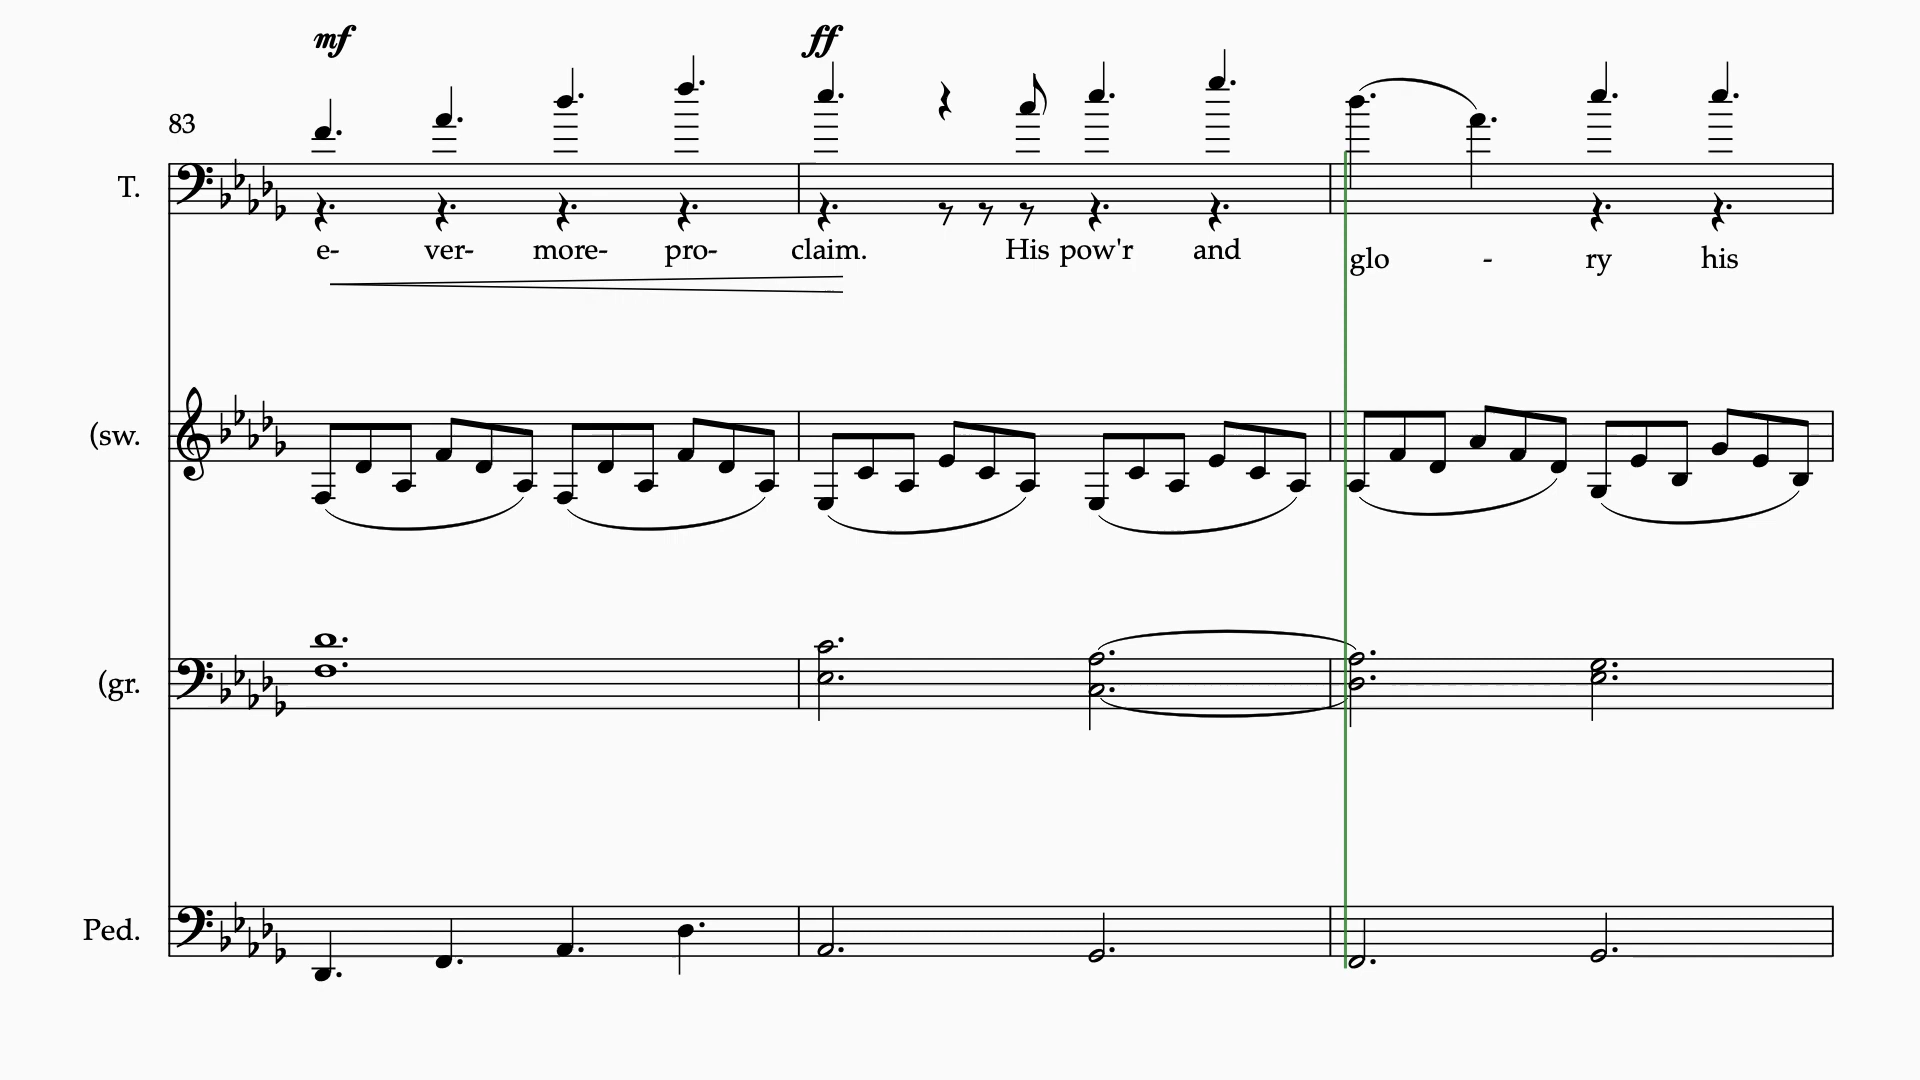 mf ff
83
T.
e- ver- more- pro- claim. His pow'r and glo - ry his
(sw.
(gr.
Ped.